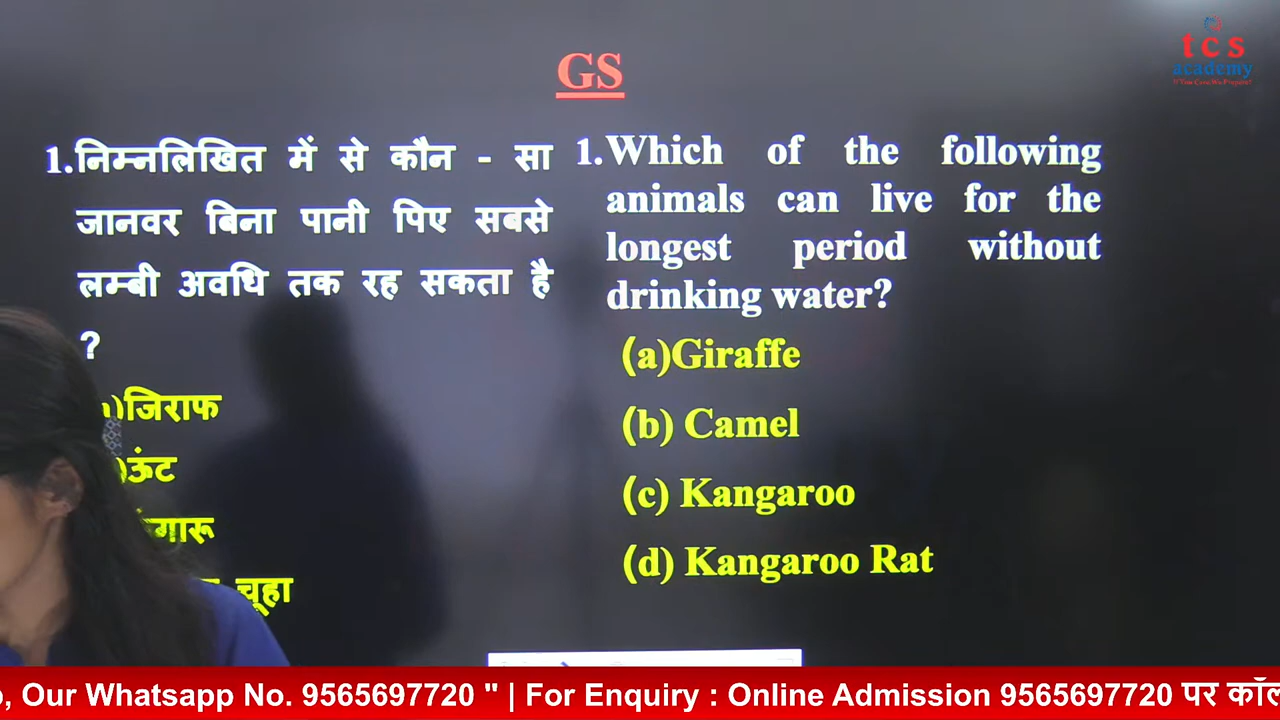 GS
tcs
academy
1.निम्नलिखित में से कौन - सा
जानवर बिना पानी पिए सबसे
लम्बी अवधि तक रह सकता है
?
जिराफ
)ऊंट
गारू
चूहा
1.Which of the following
animals can live for the
longest period without
drinking water?
(a)Giraffe
(b) Camel
(c) Kangaroo
(d) Kangaroo Rat
, Our Whatsapp No. 9565697720 " | For Enquiry : Online Admission 9565697720 पर कॉल